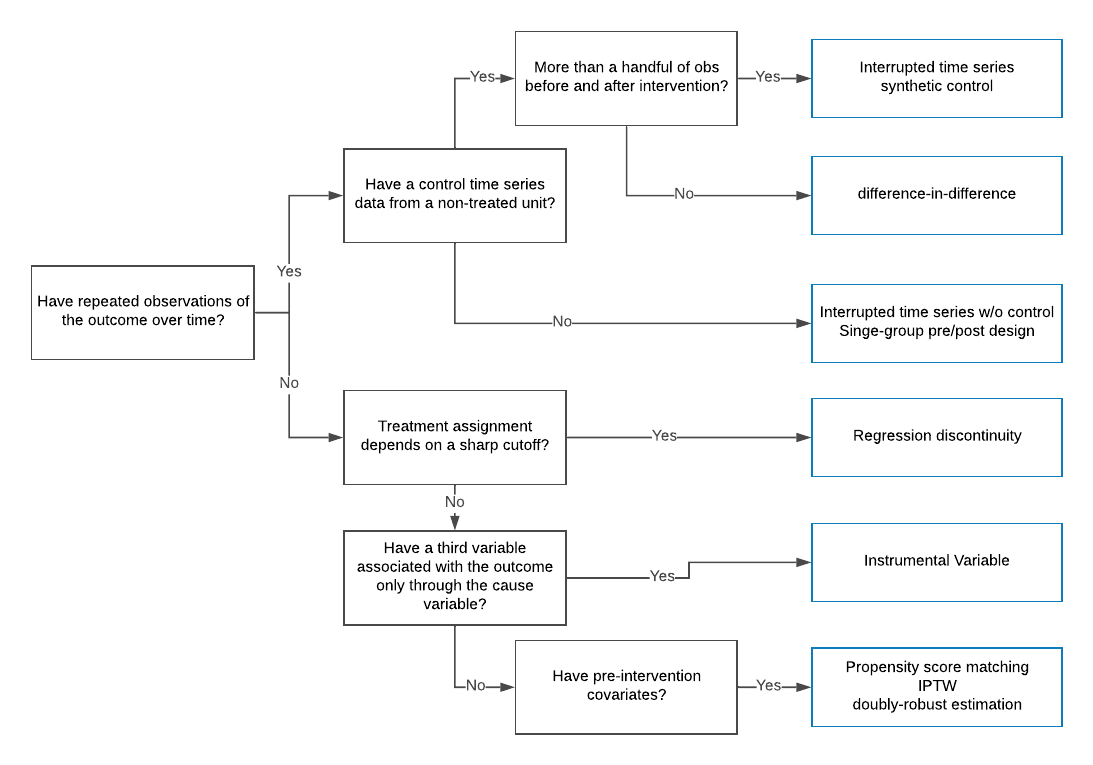 More than a handful of obs
before and after intervention?
Yes
Yes
Interrupted time series
synthetic control
Have a control time series
data from a non-treated unit?
No
difference-in-difference
Yes
Have repeated observations of
the outcome over time?
No
Interrupted time series w/o control
Singe-group pre/post design
No
Treatment assignment
depends on a sharp cutoff?
Yes
Regression discontinuity
No
Have a third variable
associated with the outcome
only through the cause
variable?
Yes
Instrumental Variable
No
Have pre-intervention
covariates?
Yes
Propensity score matching
IPTW
doubly-robust estimation